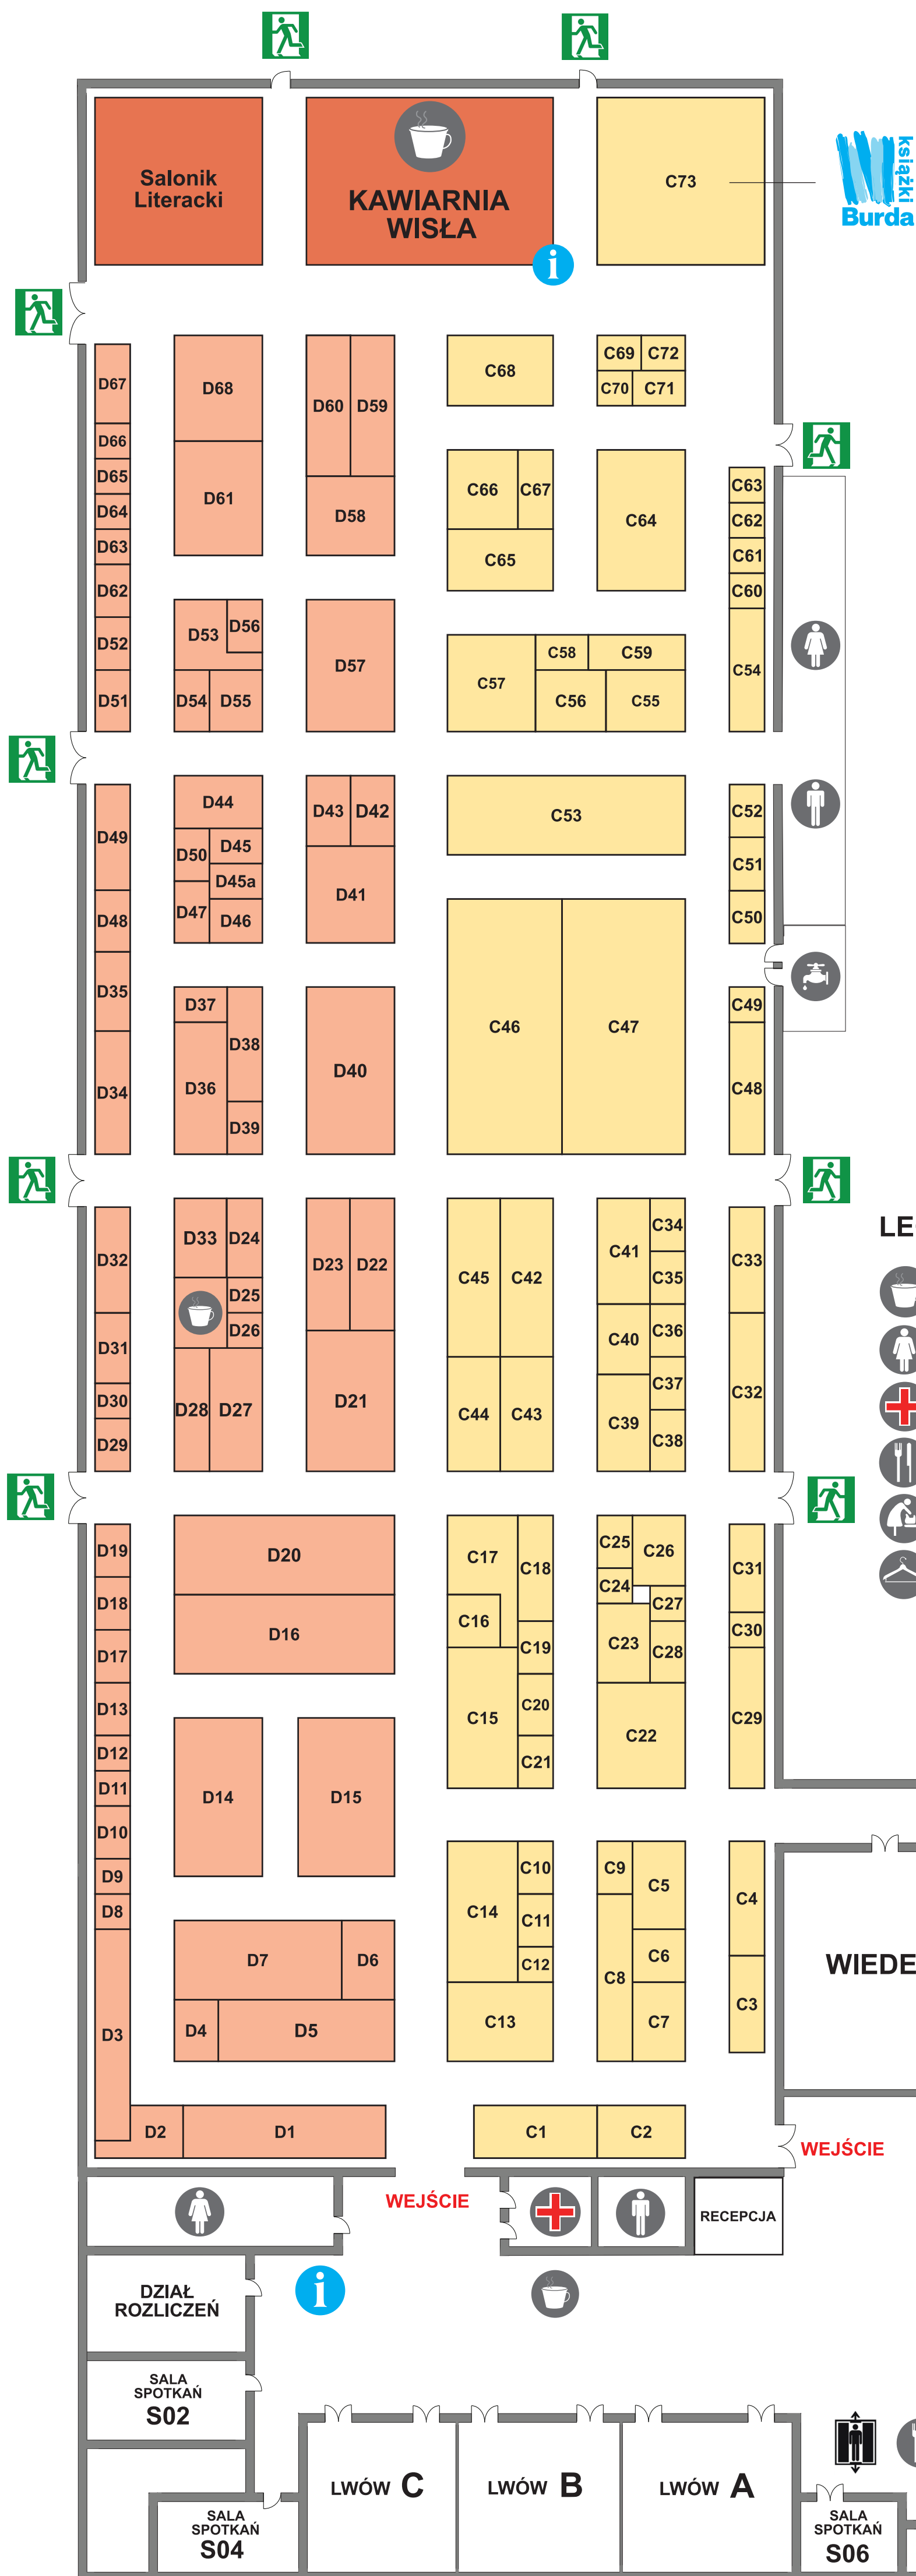 Salonik
Literacki
KAWIARNIA
WISŁA
C73
książki
Burda
i
D67
D68
D60
D59
C68
C69
C72
C70
C71
D66
D65
D64
D63
D62
D52
D51
D61
D58
C66
C67
C65
C64
C63
C62
C61
C60
C54
D53
D56
D54
D55
D57
C57
C58
C59
C56
C55
D49
D48
D35
D34
D44
D50
D45
D45a
D47
D46
D43
D42
D41
C53
C52
C51
C50
D37
D38
D36
D39
D40
C46
C47
C49
C48
LE
D32
D31
D30
D29
D33
D24
D25
D26
D28
D27
D23
D22
D21
C45
C42
C44
C43
C41
C34
C35
C40
C36
C37
C39
C38
C33
C32
D19
D18
D17
D13
D12
D11
D10
D9
D8
D3
D20
D16
D14
D15
C17
C18
C16
C19
C15
C20
C21
C25
C26
C24
C27
C23
C28
C22
C31
C30
C29
D7
D6
D4
D5
C14
C10
C11
C12
C13
C9
C5
C8
C6
C7
C4
C3
WIEDE
D2
D1
C1
C2
WEJŚCIE
WEJŚCIE
RECEPCJA
i
DZIAŁ
ROZLICZEŃ
SALA
SPOTKAŃ
S02
LWÓW C
LWÓW B
LWÓW A
SALA
SPOTKAŃ
S04
SALA
SPOTKAŃ
S06